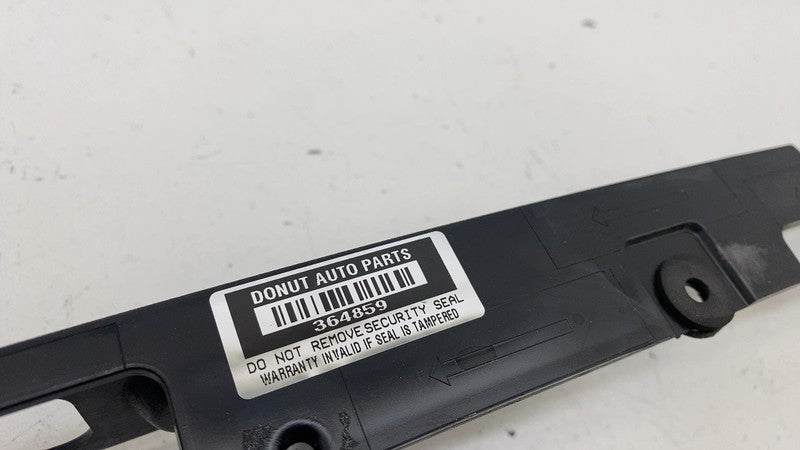 DONUT AUTO PARTS
364859
DO NOT REMOVE SECURITY SEAL
WARRANTY INVALID IF SEAL IS TAMPERED